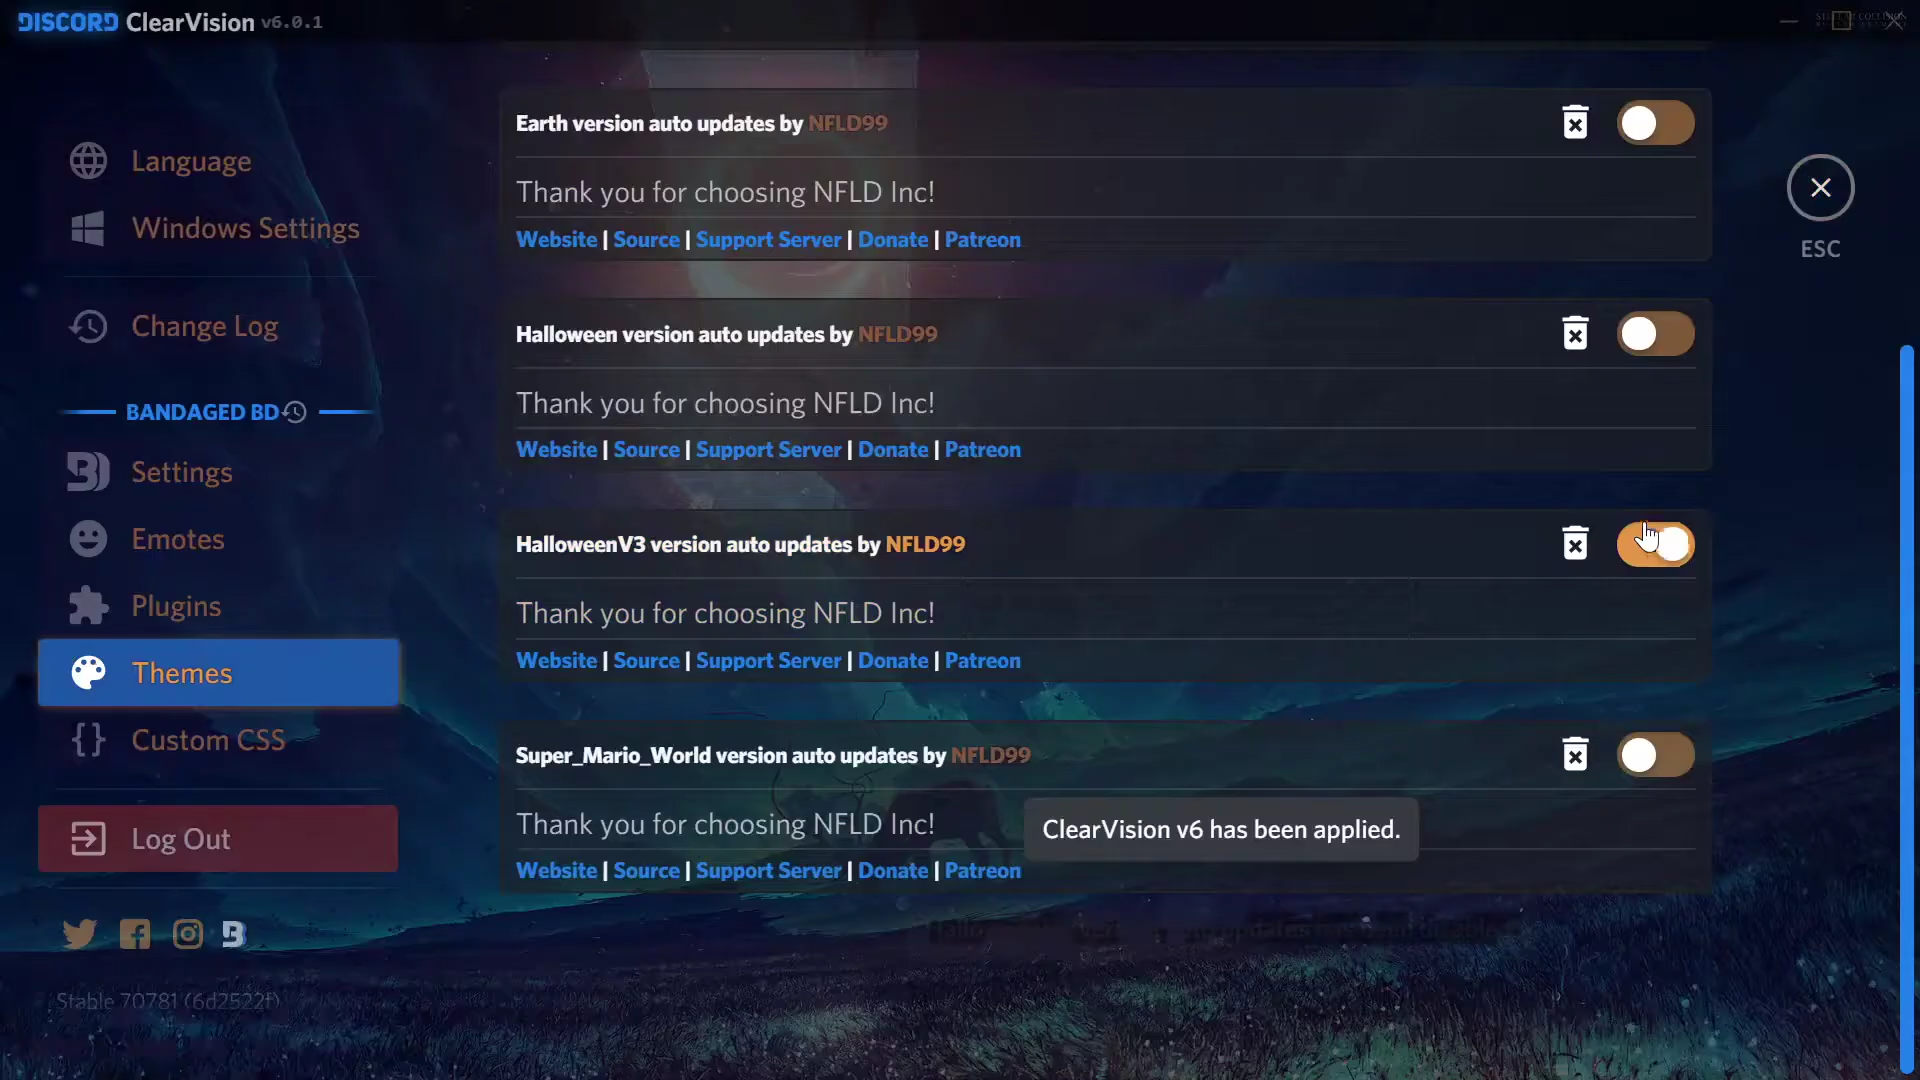 DISCORD ClearVision v6.0.1
Language
Windows Settings
Change Log
BANDAGED BD
Settings
Emotes
Plugins
Themes
Custom CSS
Log Out
Stable 70781 (6d2522f)
Earth version auto updates by NFLD99
Thank you for choosing NFLD Inc!
Website | Source | Support Server | Donate | Patreon
Halloween version auto updates by NFLD99
Thank you for choosing NFLD Inc!
Website | Source | Support Server | Donate | Patreon
HalloweenV3 version auto updates by NFLD99
Thank you for choosing NFLD Inc!
Website | Source | Support Server | Donate | Patreon
Super_Mario_World version auto updates by NFLD99
Thank you for choosing NFLD Inc!
Website | Source | Support Server | Donate | Patreon
ClearVision v6 has been applied.
ESC